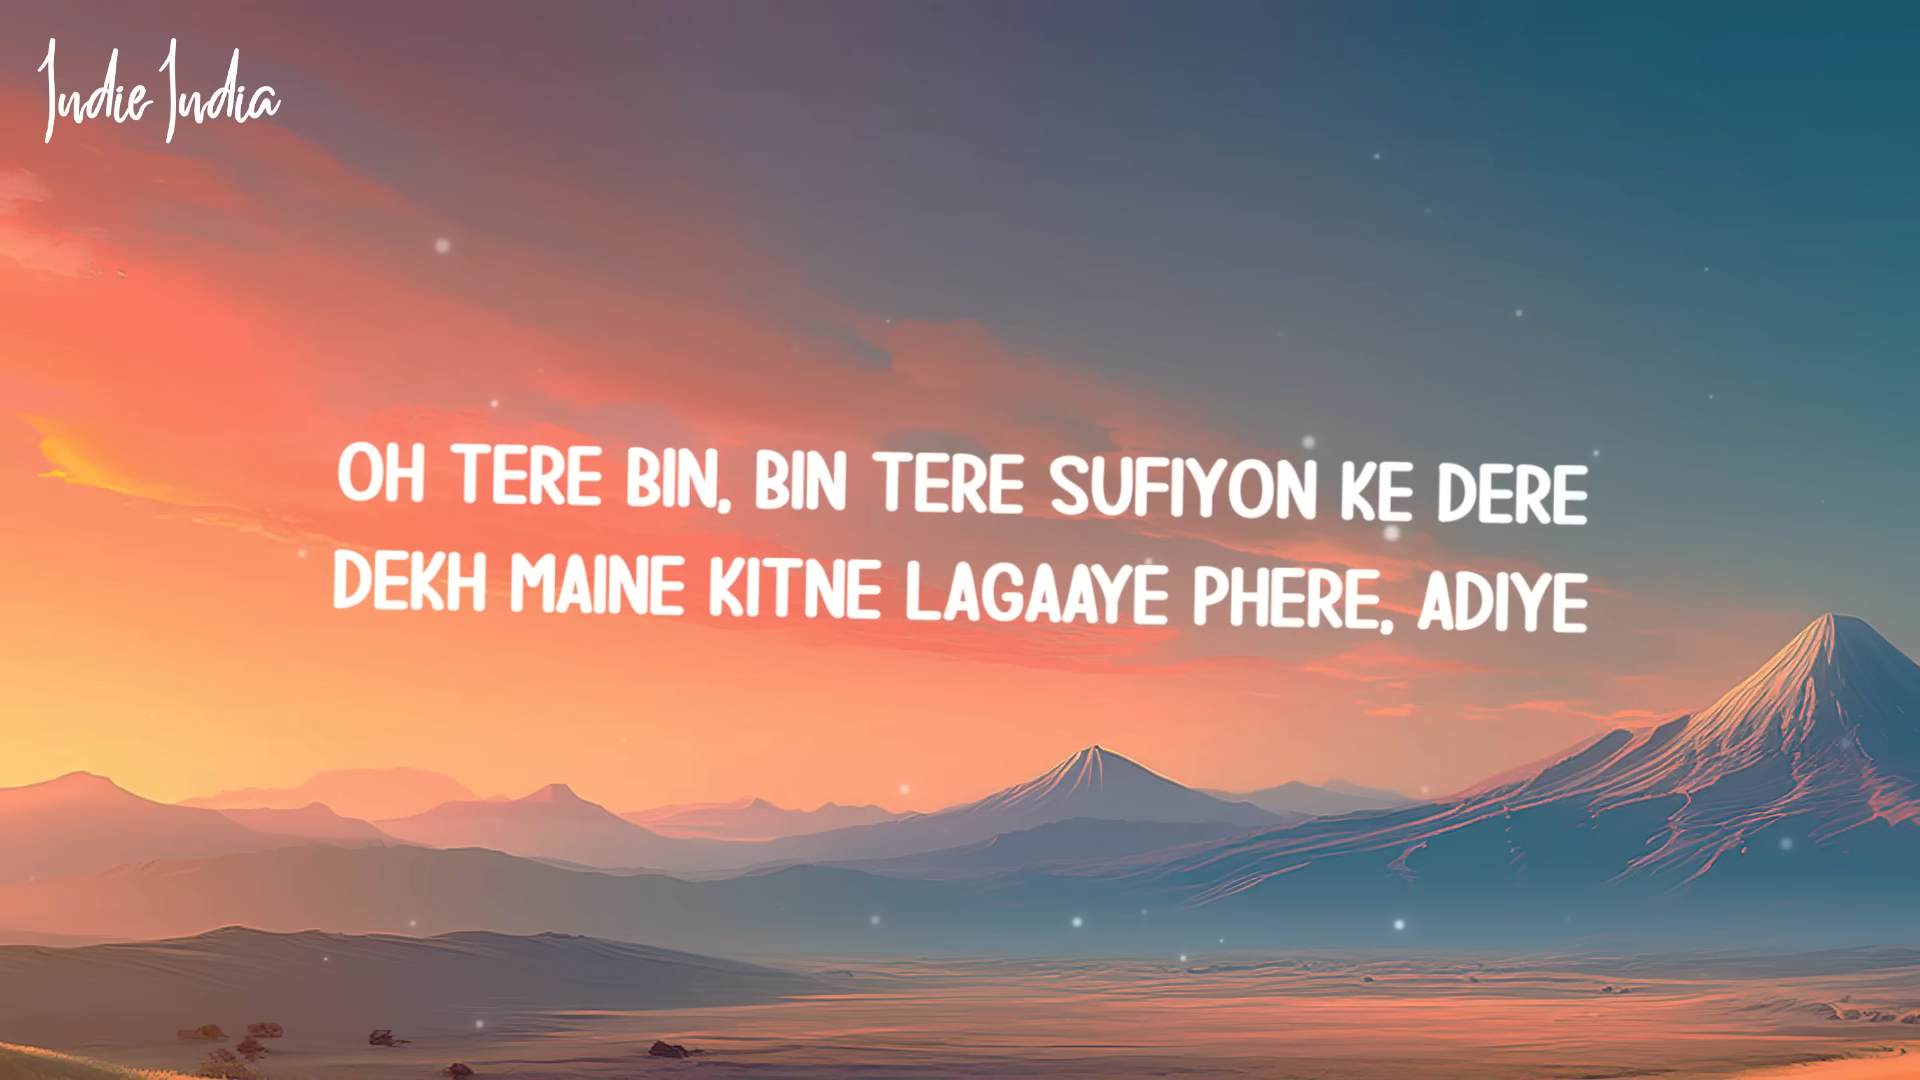 Indie India
OH TERE BIN, BIN TERE SUFIYON KE DERE
DEKH MAINE KITNE LAGAAYE PHERE, ADIYE